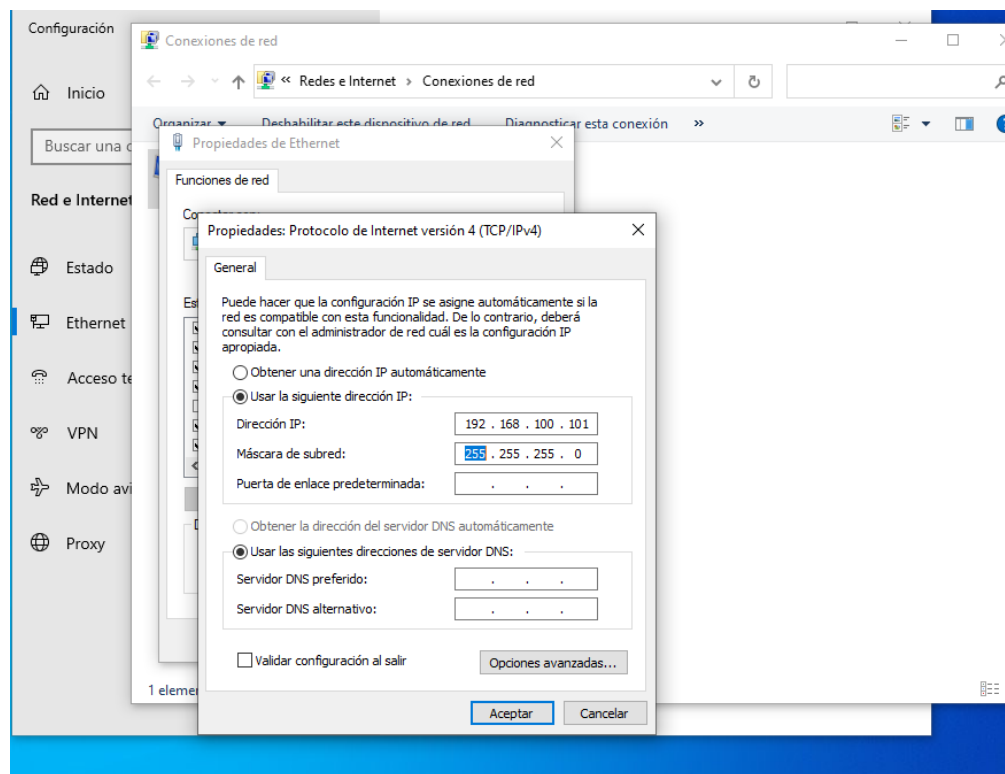 Configuración
Inicio
Buscar una
Red e Internet
Estado
Ethernet
Acceso
VPN
Modo
Proxy
Conexiones de red
« Redes e Internet › Conexiones de red
Organizar Deshabilitar este dispositivo de red Diagnosticar esta conexión »
1
Propiedades de Ethernet
Funciones de red
Propiedades: Protocolo de Internet versión 4 (TCP/IPv4)
General
Puede hacer que la configuración IP se asigne automáticamente si la
red es compatible con esta funcionalidad. De lo contrario, deberá
consultar con el administrador de red cuál es la configuración IP
apropiada.
Obtener una dirección IP automáticamente
Usar la siguiente dirección IP:
Dirección IP: 192 . 168 . 100 . 101
Máscara de subred: 255 . 255 . 255 . 0
Puerta de enlace predeterminada: . . .
Obtener la dirección del servidor DNS automáticamente
Usar las siguientes direcciones de servidor DNS:
Servidor DNS preferido: . . .
Servidor DNS alternativo: . . .
Validar configuración al salir
Opciones avanzadas...
Aceptar Cancelar